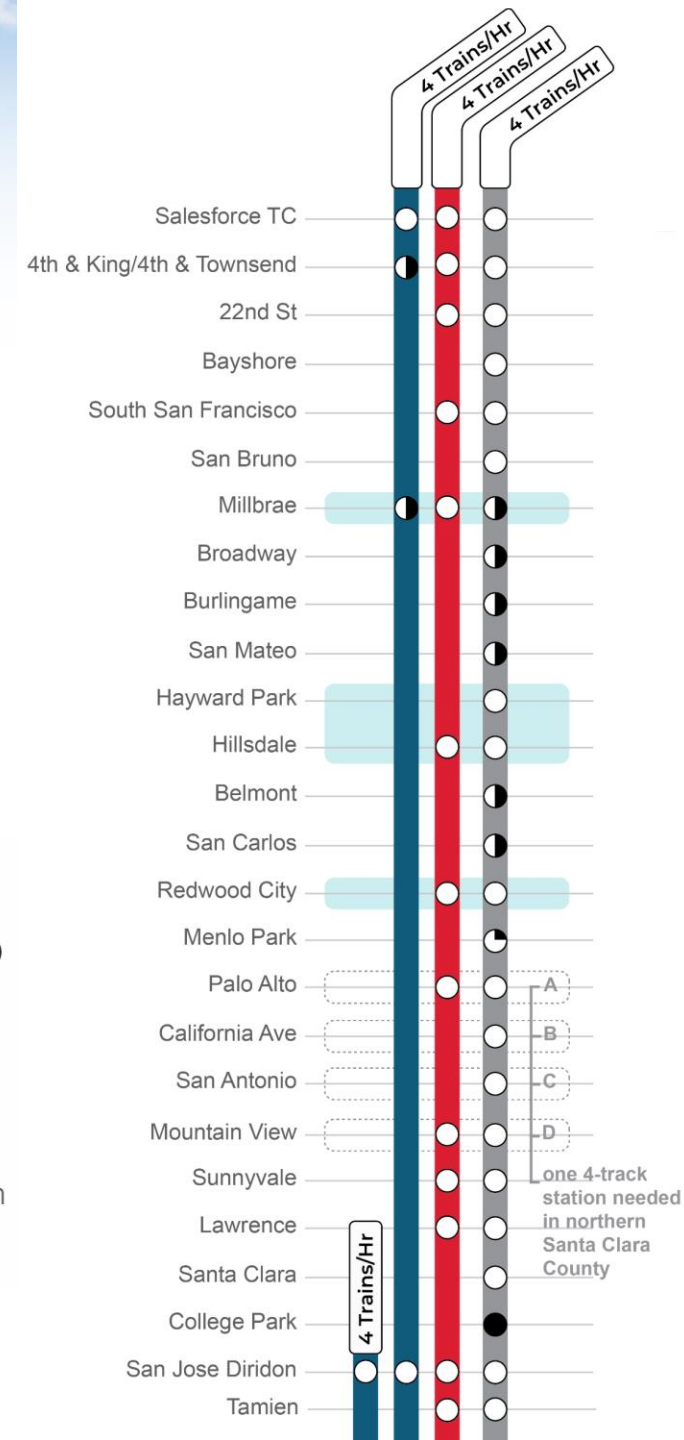 4 Trains/Hr
4 Trains/Hr
4 Trains/Hr
Salesforce TC
4th & King/4th & Townsend
22nd St
Bayshore
South San Francisco
San Bruno
Millbrae
Broadway
Burlingame
San Mateo
Hayward Park
Hillsdale
Belmont
San Carlos
Redwood City
Menlo Park
Palo Alto
A
California Ave
B
San Antonio
C
Mountain View
D
Sunnyvale
one 4-track
station needed
in northern
Santa Clara
County
Lawrence
Santa Clara
4 Trains/Hr
College Park
San Jose Diridon
Tamien